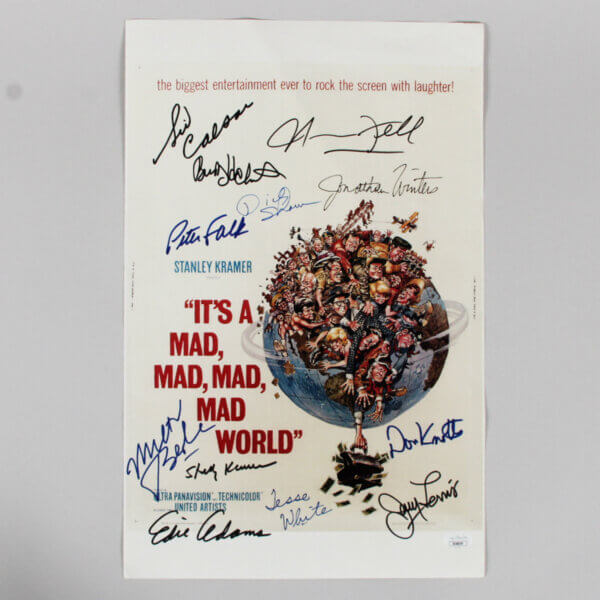 the biggest entertainment ever to rock the screen with laughter!
Sid Caesar
Norman Fell
Buddy Hackett
Jonathan Winters
Dick Shawn
Peter Falk
STANLEY KRAMER
"IT'S A
MAD,
MAD, MAD,
MAD
WORLD"
Milton Berle
Don Knotts
Stanley Kramer
ULTRA PANAVISION® TECHNICOLOR®
UNITED ARTISTS
Jesse White
Jerry Lewis
Edie Adams